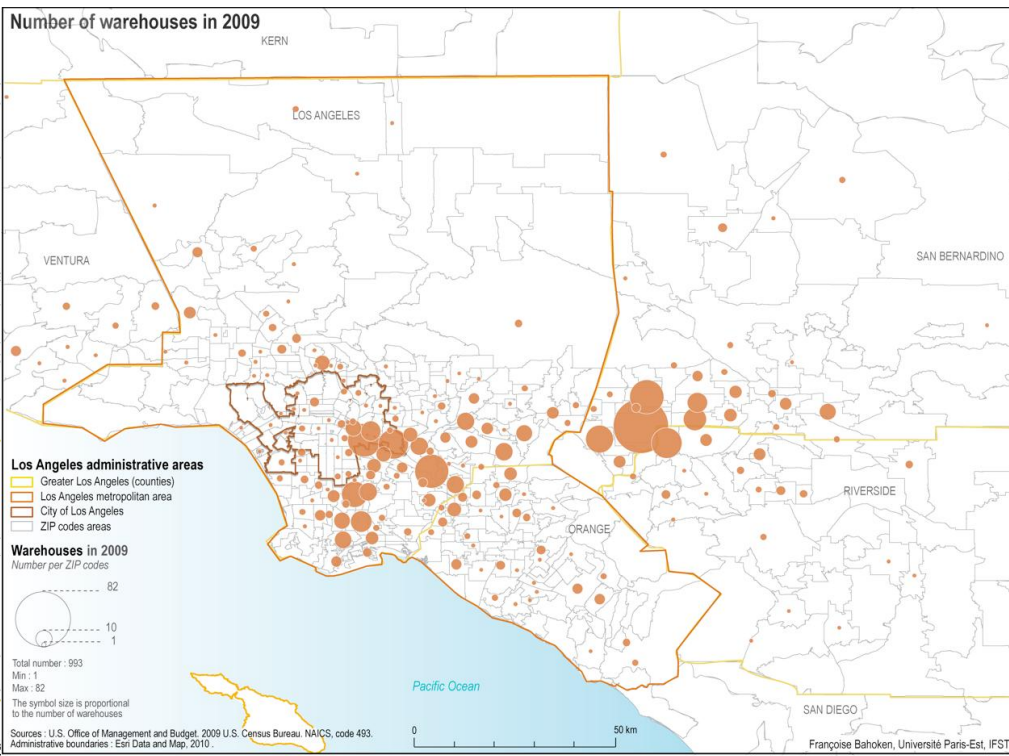 Number of warehouses in 2009
KERN
LOS ANGELES
VENTURA
SAN BERNARDINO
RIVERSIDE
ORANGE
SAN DIEGO
Pacific Ocean
Los Angeles administrative areas
Greater Los Angeles (counties)
Los Angeles metropolitan area
City of Los Angeles
ZIP codes areas
Warehouses in 2009
Number per ZIP codes
82
10
1
Total number : 993
Min : 1
Max : 82
The symbol size is proportional
to the number of warehouses
0 50 km
Sources : U.S. Office of Management and Budget. 2009 U.S. Census Bureau. NAICS, code 493.
Administrative boundaries : Esri Data and Map, 2010 .
Françoise Bahoken, Université Paris-Est, IFST